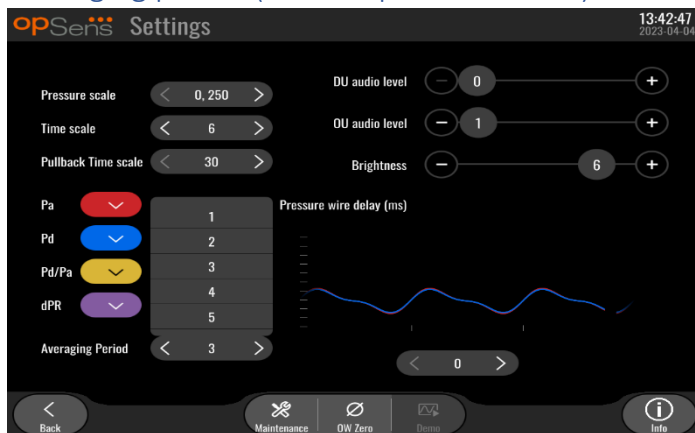 opSens Settings
13:42:47
2023-04-04
Pressure scale < 0, 250 >
Time scale < 6 >
Pullback Time scale < 30 >
DU audio level − 0 +
OU audio level − 1 +
Brightness − 6 +
Pa
Pd
Pd/Pa
dPR
1
2
3
4
5
Averaging Period < 3 >
Pressure wire delay (ms)
< 0 >
Back
Maintenance
OW Zero
Demo
Info